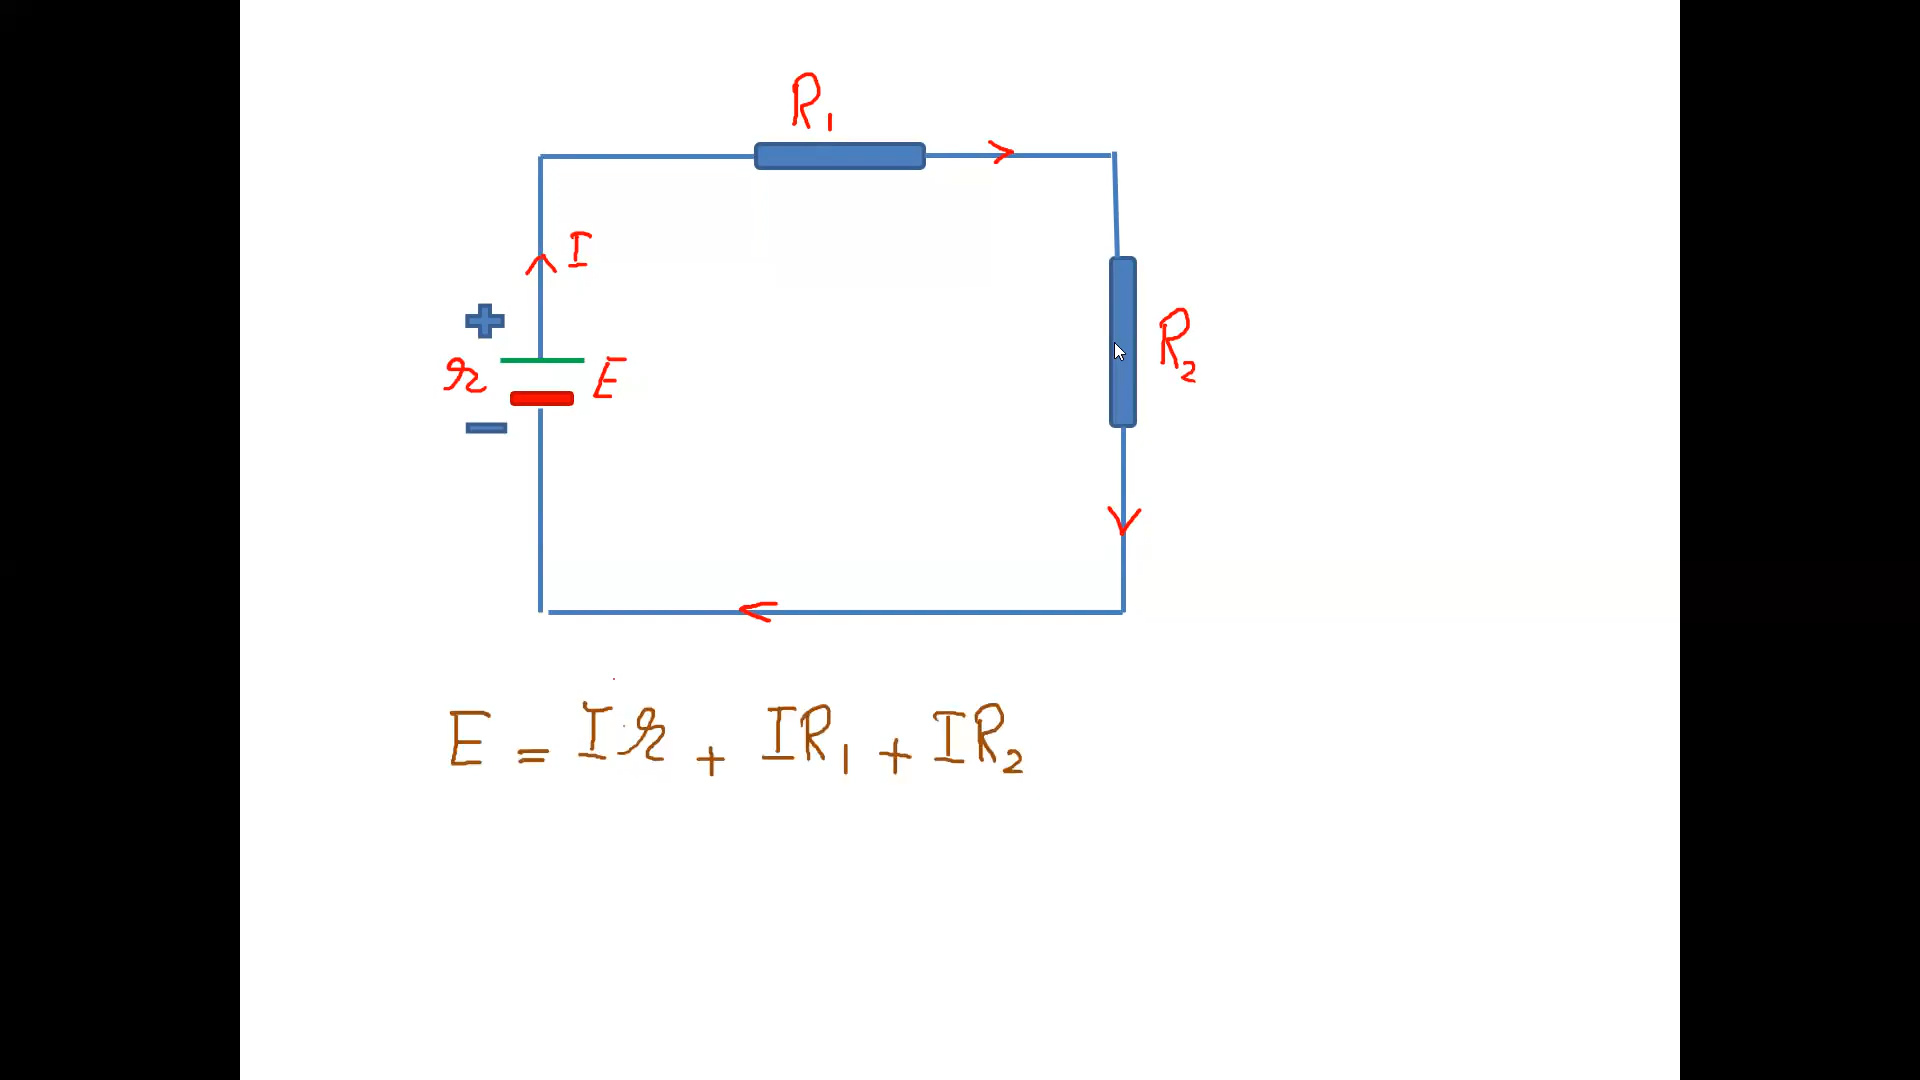 R₁
I
+
r E
R₂
−
E = Ir + IR₁ + IR₂